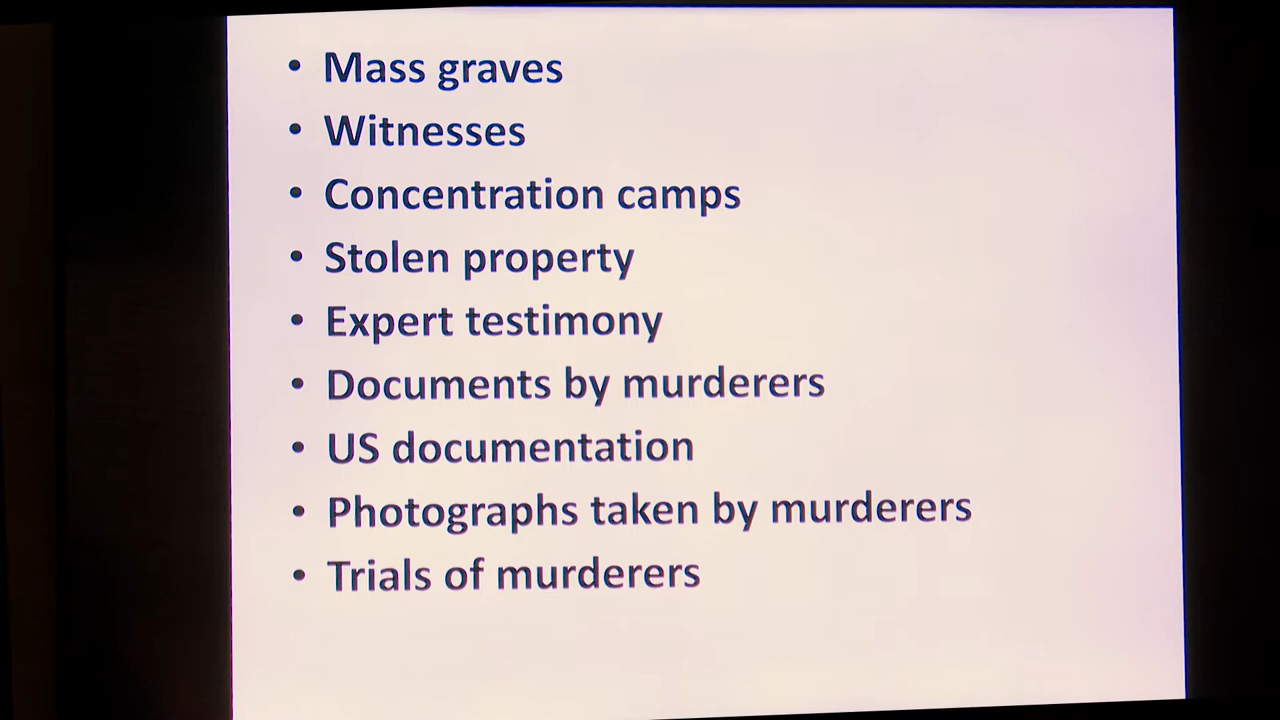 • Mass graves
• Witnesses
• Concentration camps
• Stolen property
• Expert testimony
• Documents by murderers
• US documentation
• Photographs taken by murderers
• Trials of murderers